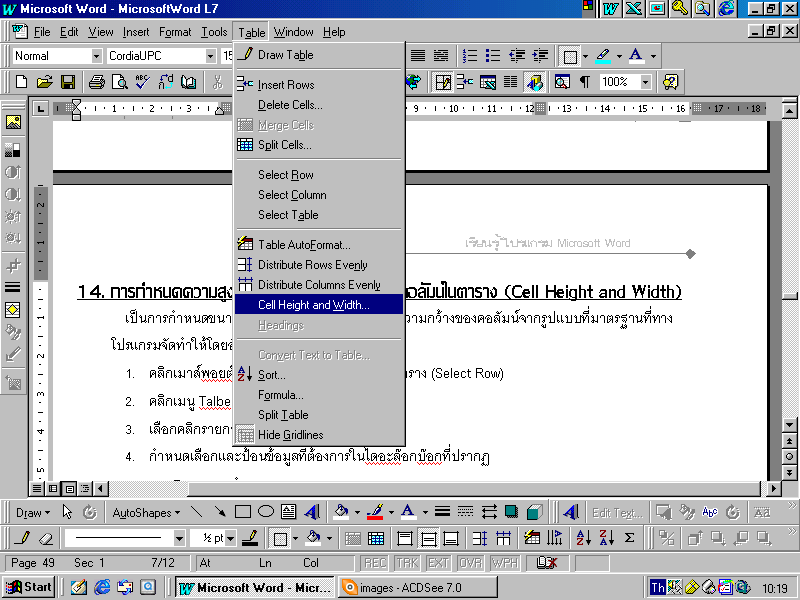 Microsoft Word - MicrosoftWord L7
File Edit View Insert Format Tools Table Window Help
Normal CordiaUPC 15
100%
Draw Table
Insert Rows
Delete Cells...
Merge Cells
Split Cells...
Select Row
Select Column
Select Table
Table AutoFormat...
Distribute Rows Evenly
Distribute Columns Evenly
Cell Height and Width...
Headings
Convert Text to Table...
Sort...
Formula...
Split Table
Hide Gridlines
เรียนรู้ โปรแกรม Microsoft Word
14. การกำหนดความสูง คอลัมน์ในตาราง (Cell Height and Width)
เป็นการกำหนดขนา ความกว้างของคอลัมน์จากรูปแบบที่มาตรฐานที่ทาง
โปรแกรมจัดทำให้โดย
1. คลิกเมาส์พอยต์ ราง (Select Row)
2. คลิกเมนู Talbe
3. เลือกคลิกรายกา
4. กำหนดเลือกและป้อนข้อมูลที่ต้องการในไดอะล๊อกบ๊อกที่ปรากฏ
Draw AutoShapes Edit Text...
½ pt
Page 49 Sec 1 7/12 At Ln Col REC TRK EXT OVR WPH
Start Microsoft Word - Micr... images - ACDSee 7.0 Th 10:19